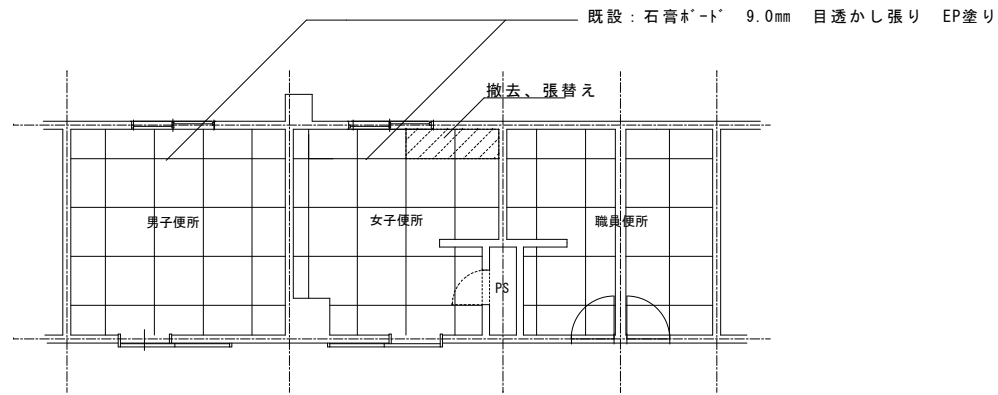 既設：石膏ﾎﾞｰﾄﾞ 9.0mm 目透かし張り EP塗り
撤去、張替え
男子便所
女子便所
職員便所
PS